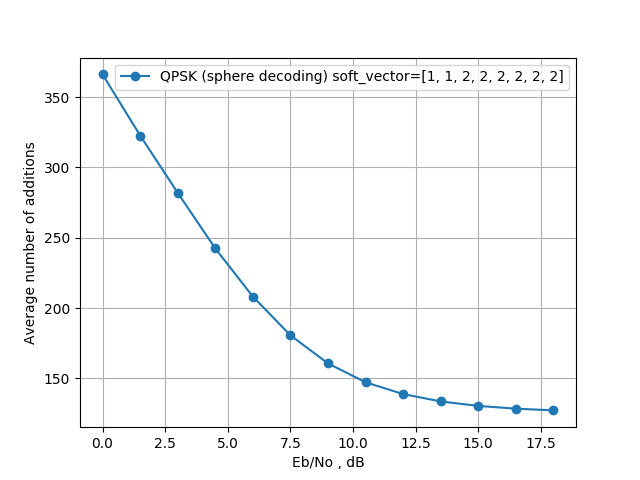 QPSK (sphere decoding) soft_vector=[1, 1, 2, 2, 2, 2, 2, 2]
350
300
250
200
150
Average number of additions
0.0 2.5 5.0 7.5 10.0 12.5 15.0 17.5
Eb/No , dB